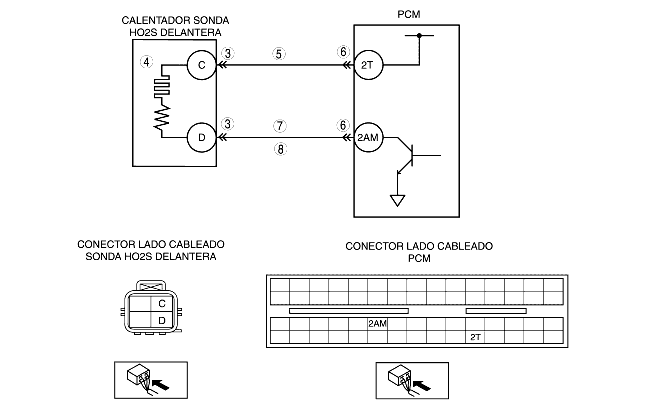 CALENTADOR SONDA
HO2S DELANTERA
PCM
4
C
3
5
6
2T
D
3
7
8
6
2AM
CONECTOR LADO CABLEADO
SONDA HO2S DELANTERA
C
D
CONECTOR LADO CABLEADO
PCM
2AM
2T